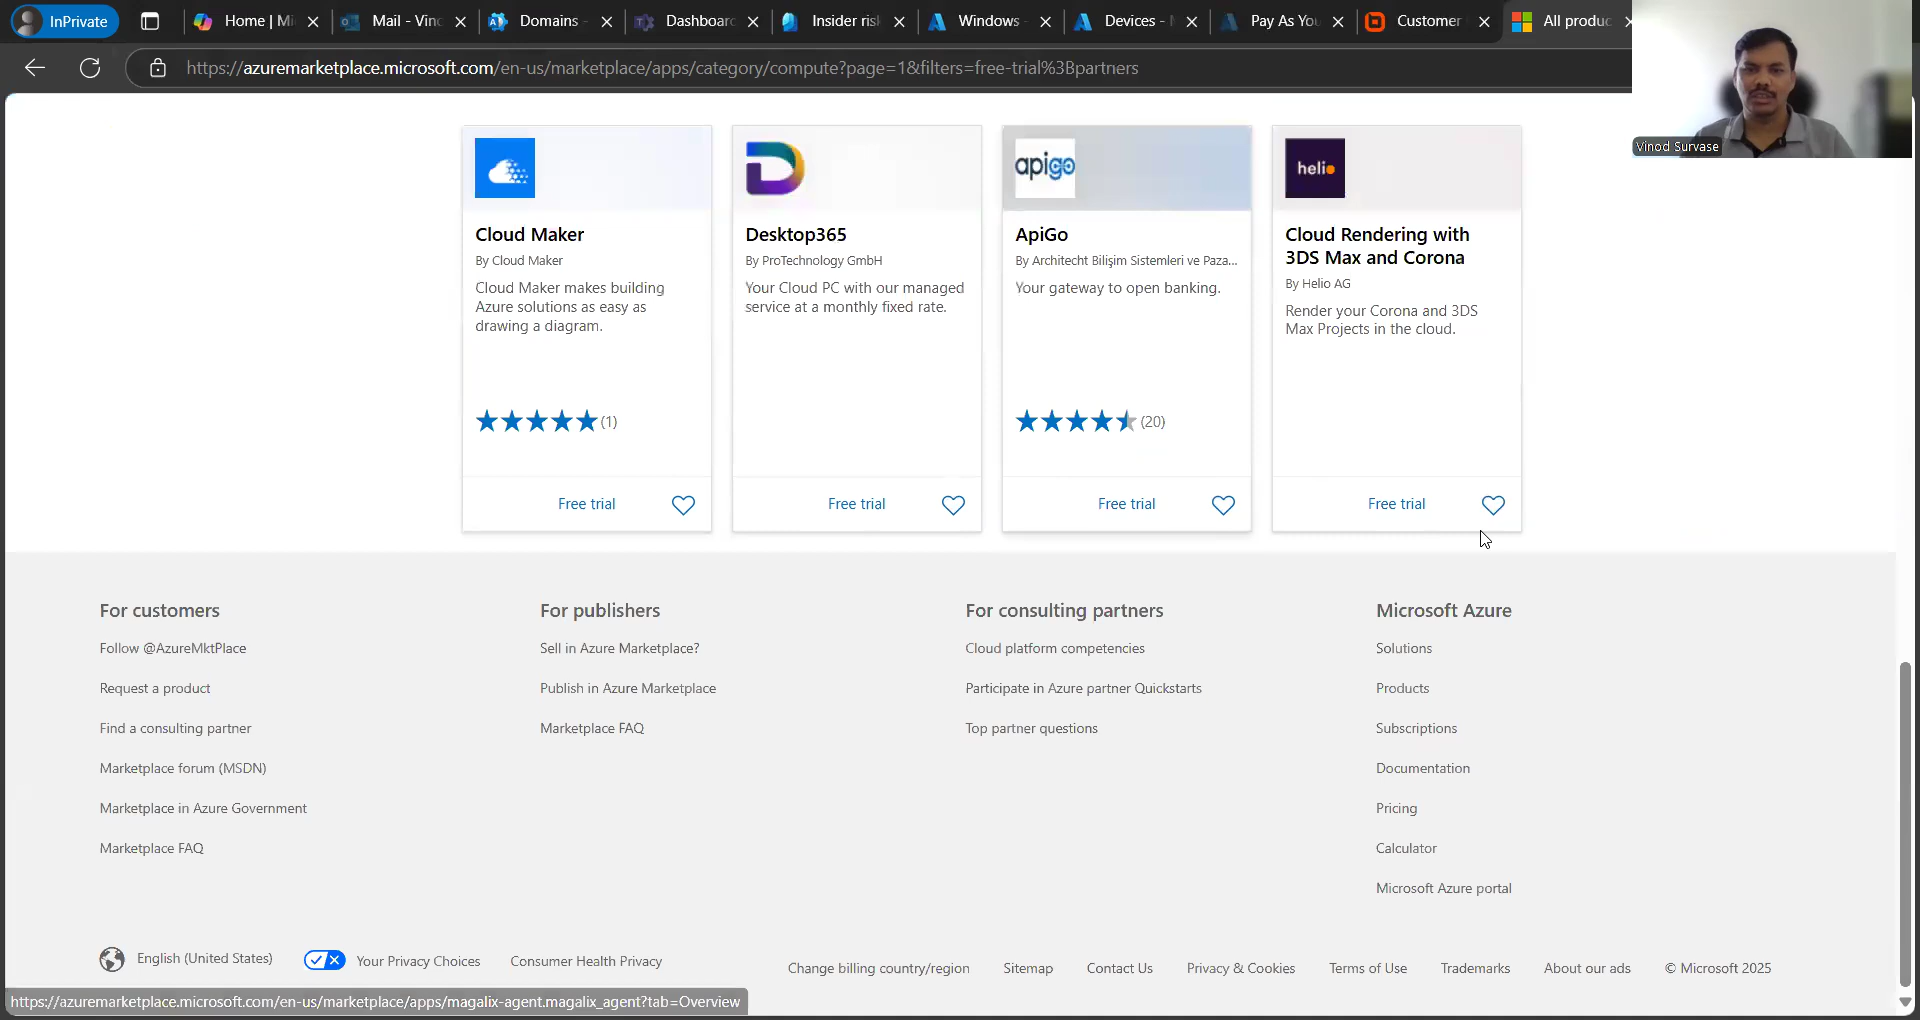 InPrivate
Home | Mi
Mail - Vinc
Domains -
Dashboard
Insider risk
Windows -
Devices - M
Pay As You
Customer
All produc
https://azuremarketplace.microsoft.com/en-us/marketplace/apps/category/compute?page=1&filters=free-trial%3Bpartners
Vinod Survase
apigo
helio
Cloud Maker
By Cloud Maker
Cloud Maker makes building
Azure solutions as easy as
drawing a diagram.
(1)
Free trial
Desktop365
By ProTechnology GmbH
Your Cloud PC with our managed
service at a monthly fixed rate.
Free trial
ApiGo
By Architecht Bilişim Sistemleri ve Paza...
Your gateway to open banking.
(20)
Free trial
Cloud Rendering with
3DS Max and Corona
By Helio AG
Render your Corona and 3DS
Max Projects in the cloud.
Free trial
For customers
Follow @AzureMktPlace
Request a product
Find a consulting partner
Marketplace forum (MSDN)
Marketplace in Azure Government
Marketplace FAQ
For publishers
Sell in Azure Marketplace?
Publish in Azure Marketplace
Marketplace FAQ
For consulting partners
Cloud platform competencies
Participate in Azure partner Quickstarts
Top partner questions
Microsoft Azure
Solutions
Products
Subscriptions
Documentation
Pricing
Calculator
Microsoft Azure portal
English (United States)
Your Privacy Choices
Consumer Health Privacy
Change billing country/region
Sitemap
Contact Us
Privacy & Cookies
Terms of Use
Trademarks
About our ads
© Microsoft 2025
https://azuremarketplace.microsoft.com/en-us/marketplace/apps/magalix-agent.magalix_agent?tab=Overview